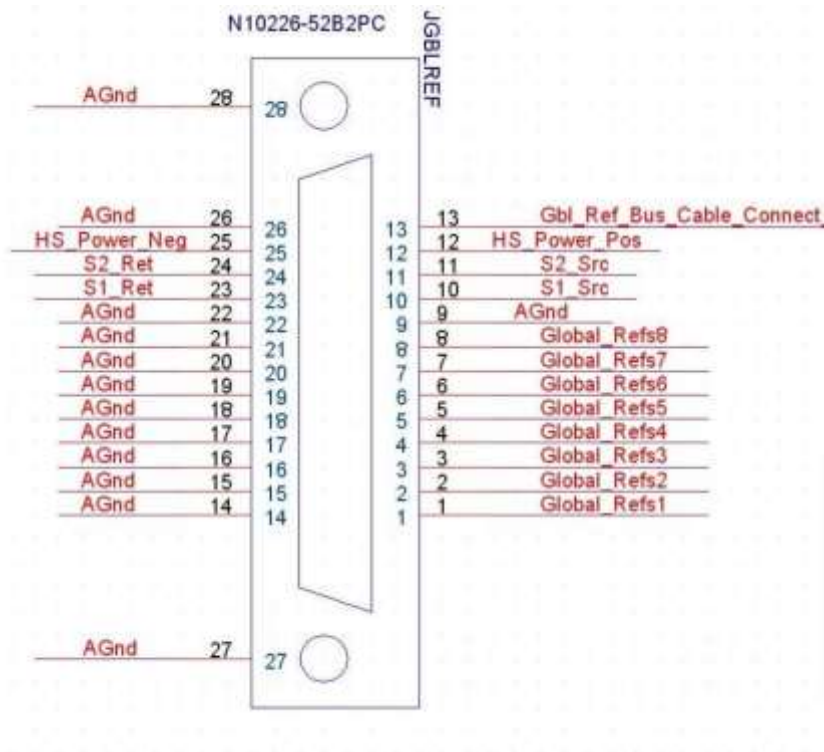 N10226-52B2PC
JGBLREF
AGnd 28 28
AGnd 26 26 13 13 Gbl_Ref_Bus_Cable_Connect_
HS_Power_Neg 25 25 12 12 HS_Power_Pos
S2_Ret 24 24 11 11 S2_Src
S1_Ret 23 23 10 10 S1_Src
AGnd 22 22 9 9 AGnd
AGnd 21 21 8 8 Global_Refs8
AGnd 20 20 7 7 Global_Refs7
AGnd 19 19 6 6 Global_Refs6
AGnd 18 18 5 5 Global_Refs5
AGnd 17 17 4 4 Global_Refs4
AGnd 16 16 3 3 Global_Refs3
AGnd 15 15 2 2 Global_Refs2
AGnd 14 14 1 1 Global_Refs1
AGnd 27 27